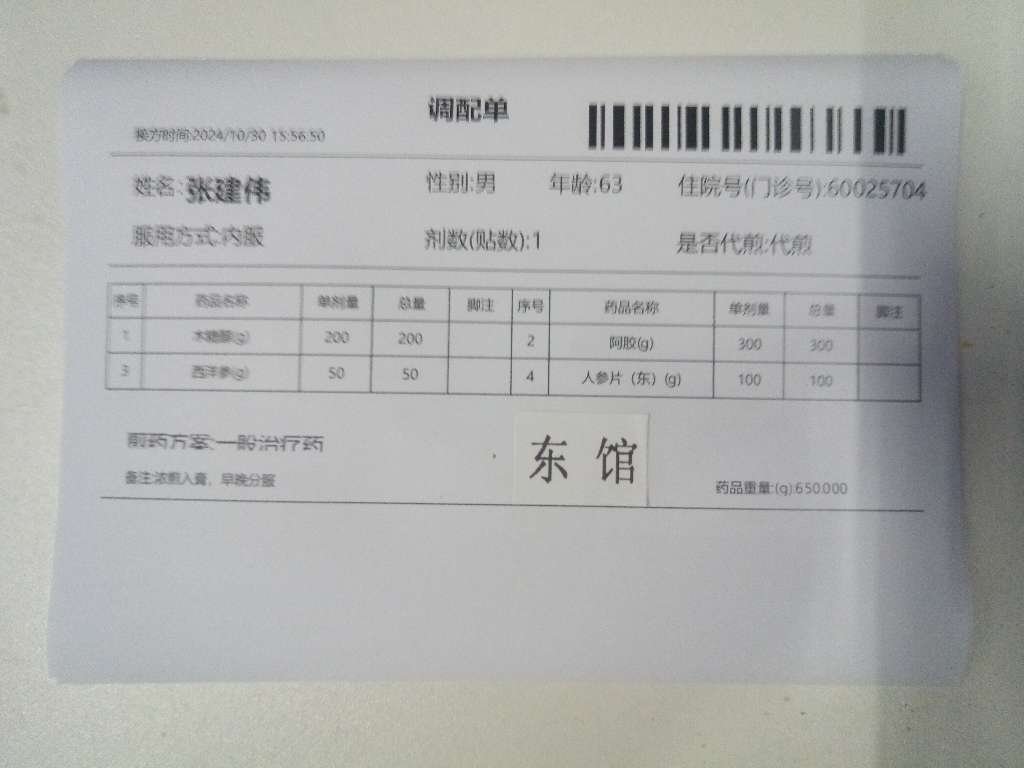 调配单
接方时间:2024/10/30 15:56:50
姓名:张建伟 性别:男 年龄:63 住院号(门诊号):60025704
服用方式:内服 剂数(贴数):1 是否代煎:代煎
序号 药品名称 单剂量 总量 脚注 序号 药品名称 单剂量 总量 脚注
1 木糖醇(g) 200 200 2 阿胶(g) 300 300
3 西洋参(g) 50 50 4 人参片（东）(g) 100 100
煎药方案:一般治疗药
东 馆
备注:浓煎入膏，早晚分服
药品重量:(g):650.000